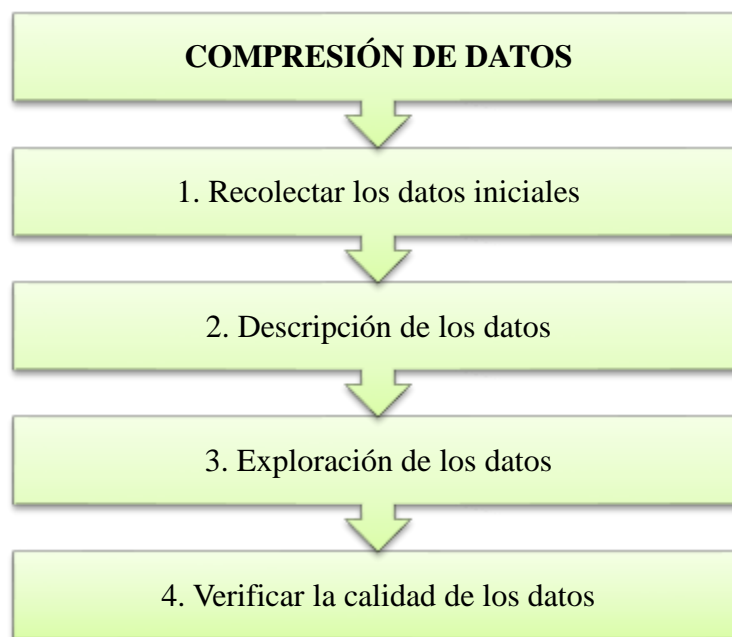 COMPRESIÓN DE DATOS
1. Recolectar los datos iniciales
2. Descripción de los datos
3. Exploración de los datos
4. Verificar la calidad de los datos